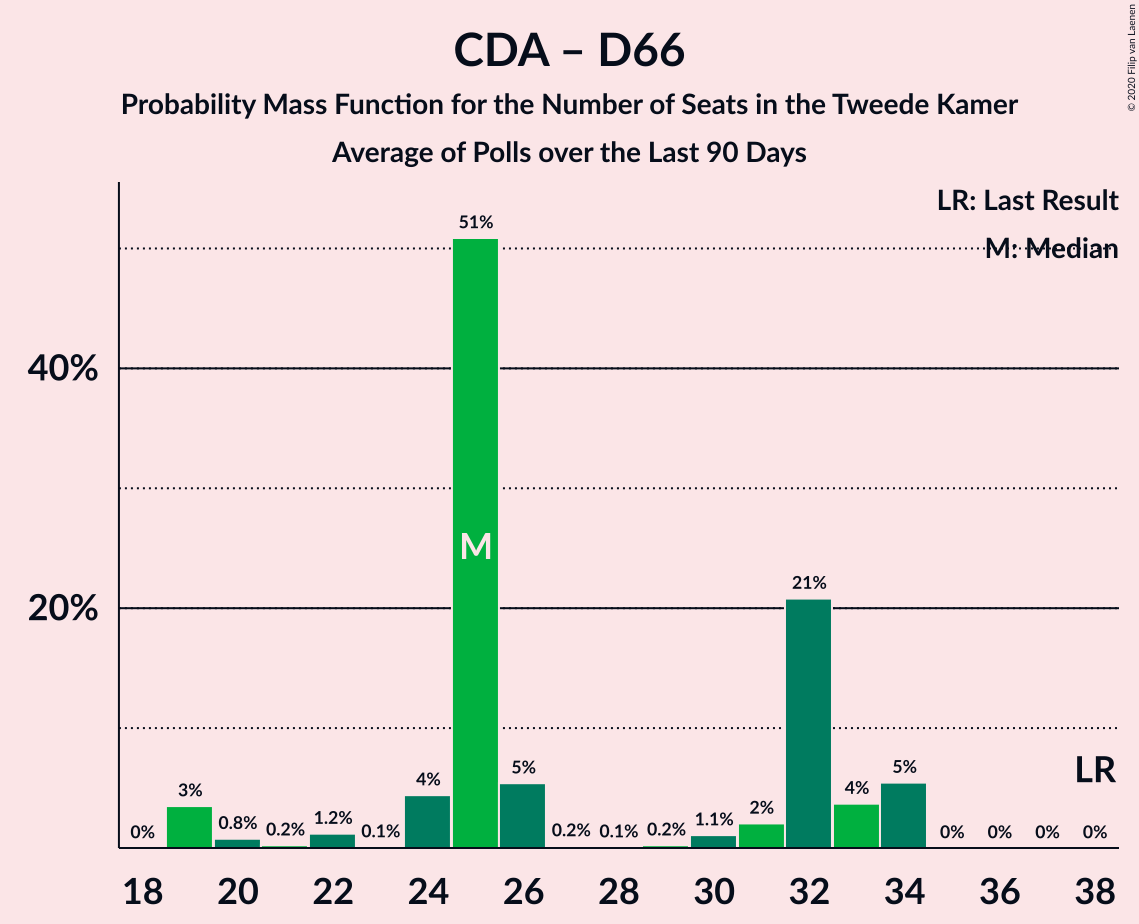 © 2020 Filip van Laenen
CDA – D66
Probability Mass Function for the Number of Seats in the Tweede Kamer
Average of Polls over the Last 90 Days
LR: Last Result
M: Median
40%
20%
0%
3%
0.8%
0.2%
1.2%
0.1%
4%
51%
M
5%
0.2%
0.1%
0.2%
1.1%
2%
21%
4%
5%
0%
0%
0%
0%
LR
18 20 22 24 26 28 30 32 34 36 38